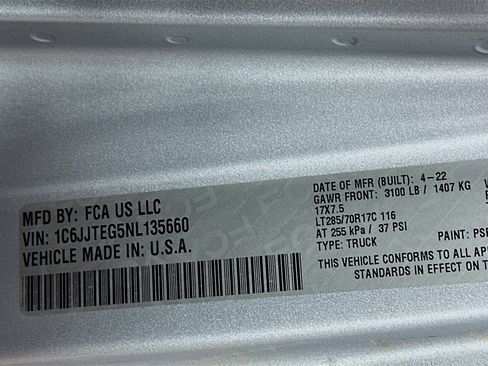 MFD BY: FCA US LLC
VIN: 1C6JJTEG5NL135660
VEHICLE MADE IN: U.S.A.
DATE OF MFR (BUILT): 4-22
GAWR FRONT: 3100 LB / 1407 KG
17X7.5
LT285/70R17C 116
AT 255 kPa / 37 PSI
TYPE: TRUCK
PAINT: PSE
THIS VEHICLE CONFORMS TO ALL AP
STANDARDS IN EFFECT ON T